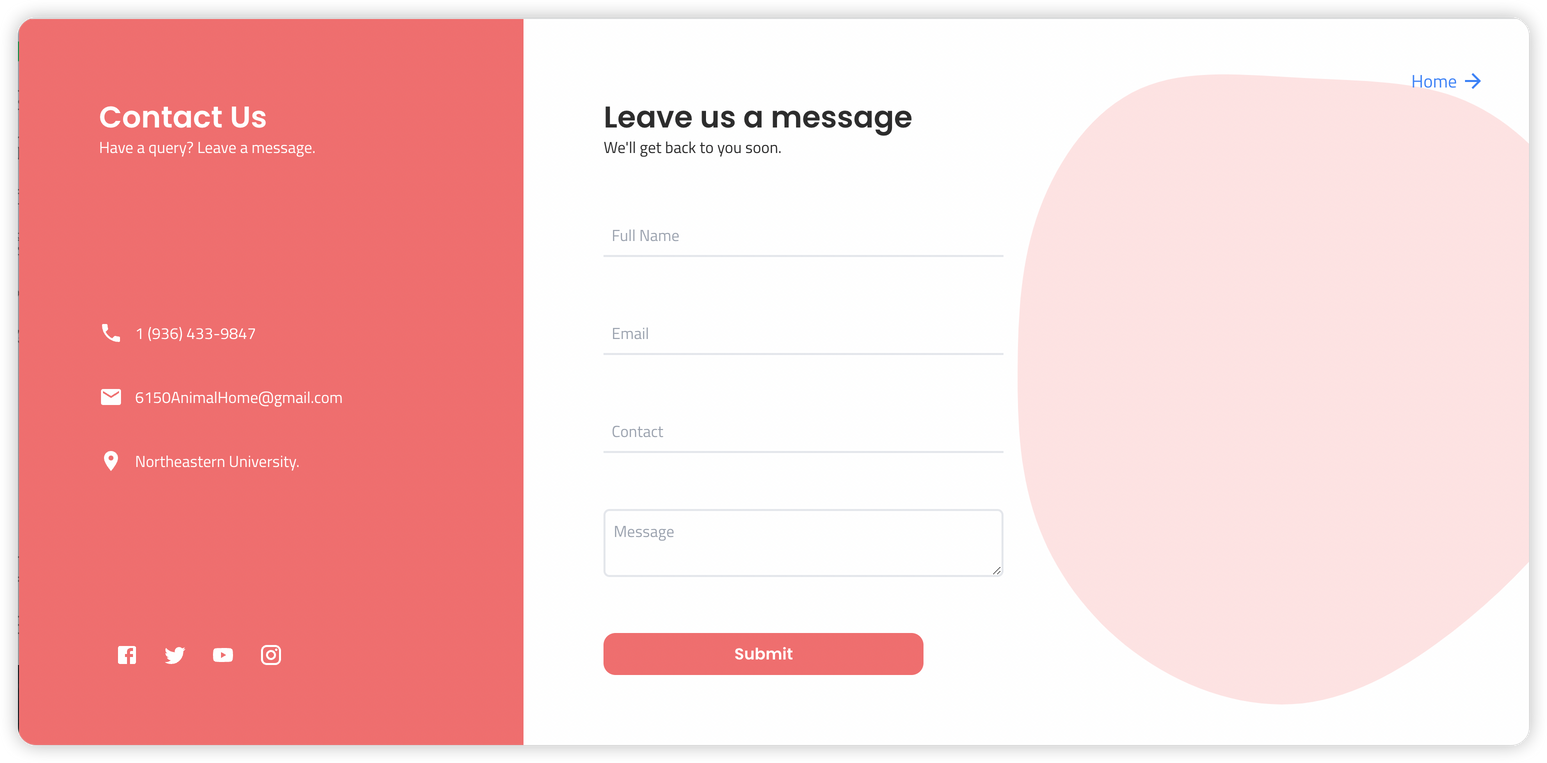 Home
Contact Us
Have a query? Leave a message.
1 (936) 433-9847
6150AnimalHome@gmail.com
Northeastern University.
Leave us a message
We'll get back to you soon.
Full Name
Email
Contact
Message
Submit